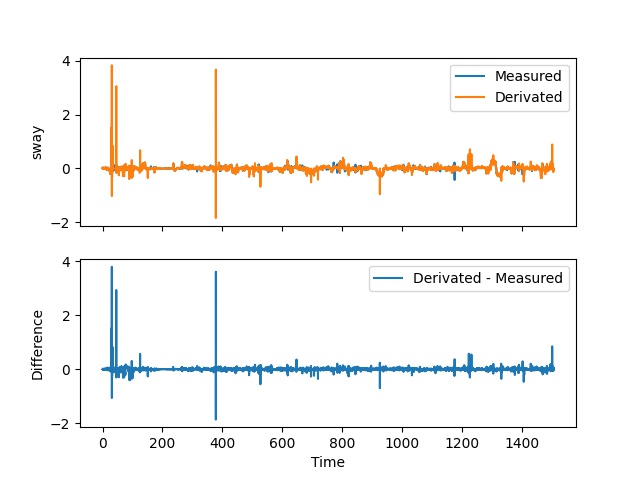 4
2
0
−2
sway
Measured
Derivated
4
2
0
−2
Difference
Derivated - Measured
0 200 400 600 800 1000 1200 1400
Time